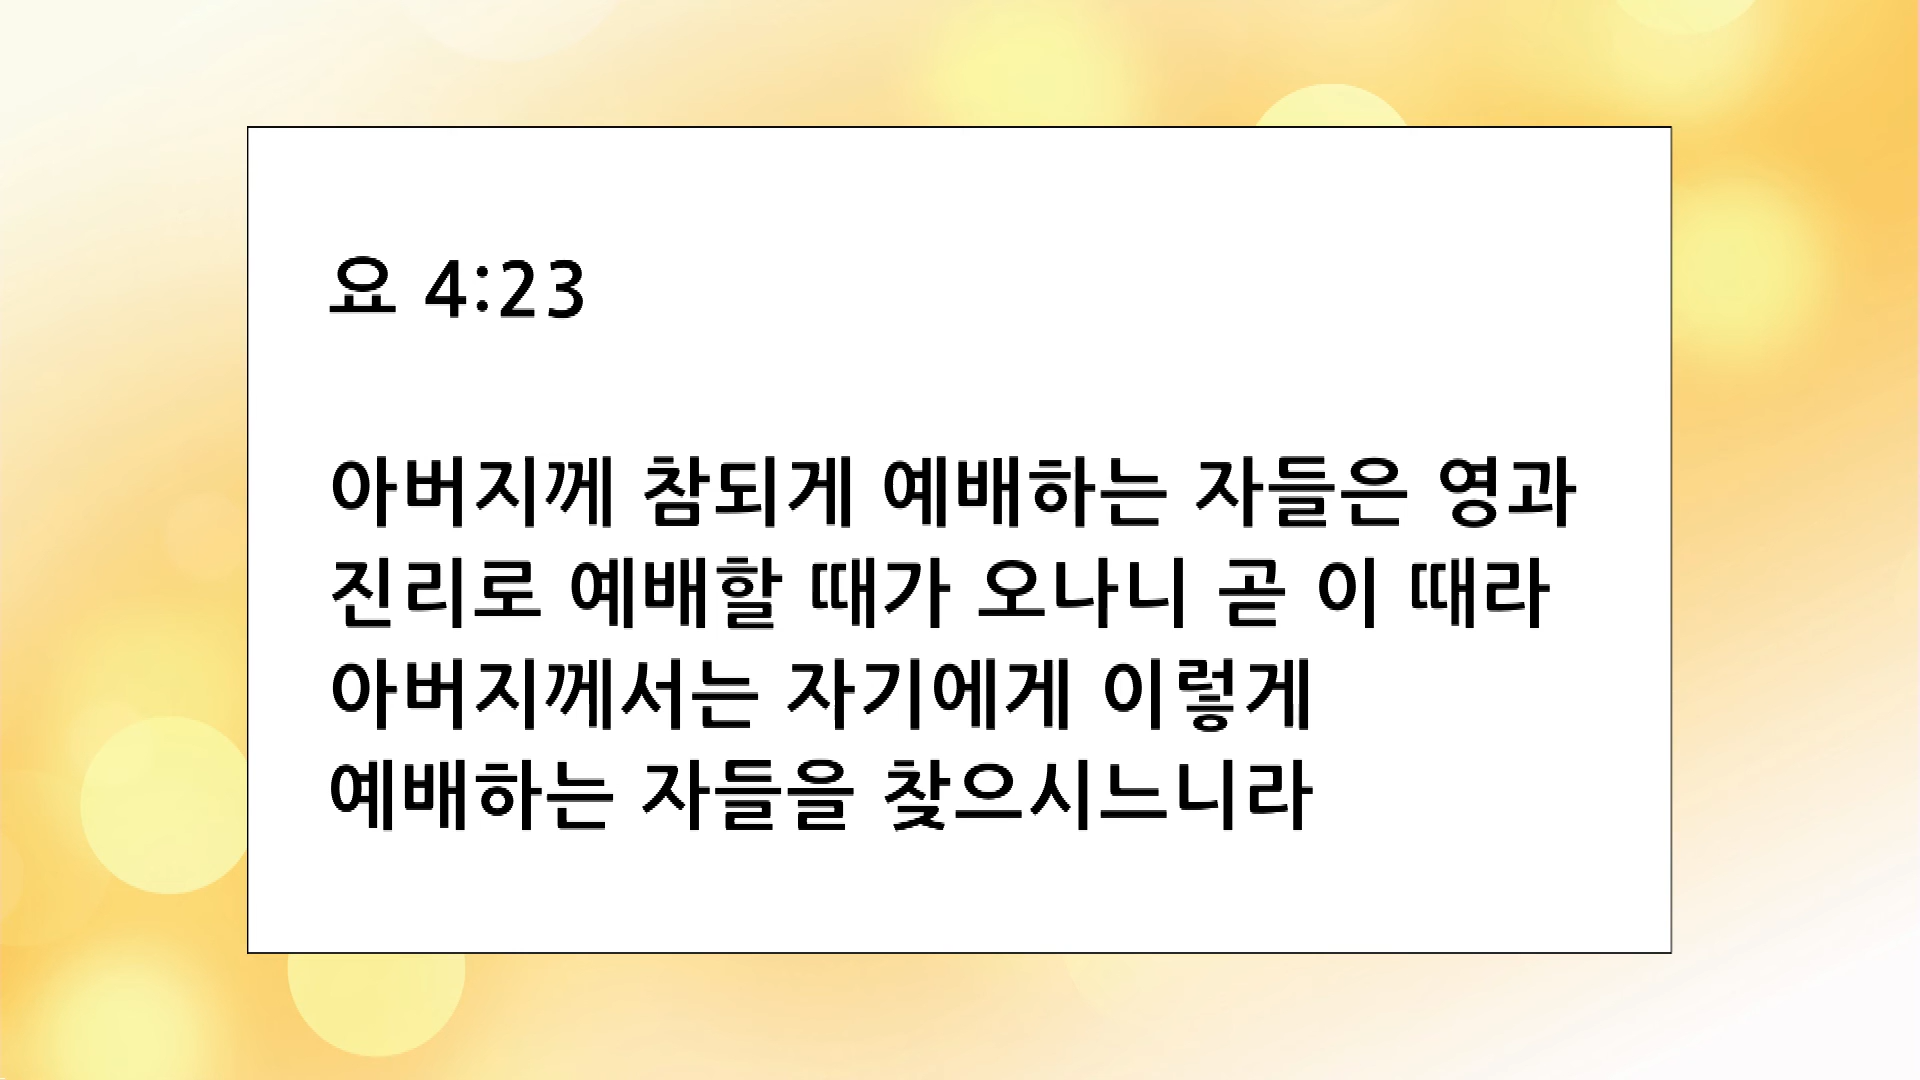 요 4:23
아버지께 참되게 예배하는 자들은 영과
진리로 예배할 때가 오나니 곧 이 때라
아버지께서는 자기에게 이렇게
예배하는 자들을 찾으시느니라